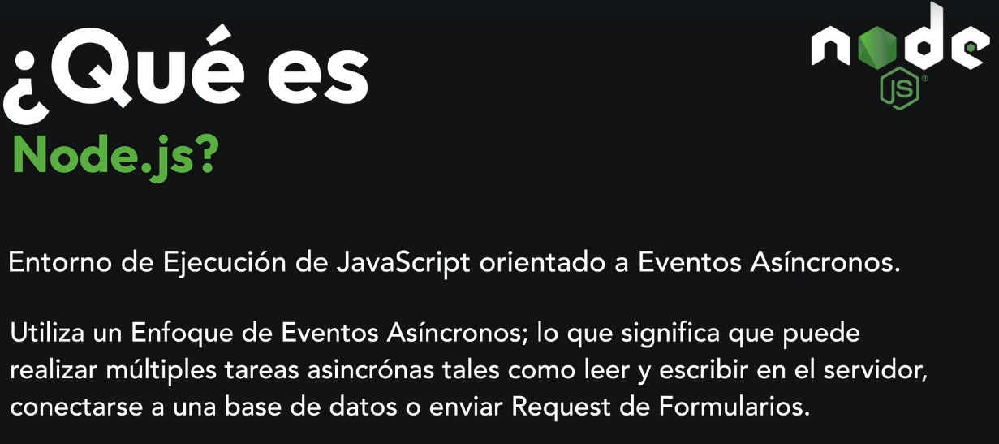 ¿Qué es
node
JS®
Node.js?
Entorno de Ejecución de JavaScript orientado a Eventos Asíncronos.
Utiliza un Enfoque de Eventos Asíncronos; lo que significa que puede
realizar múltiples tareas asincrónas tales como leer y escribir en el servidor,
conectarse a una base de datos o enviar Request de Formularios.